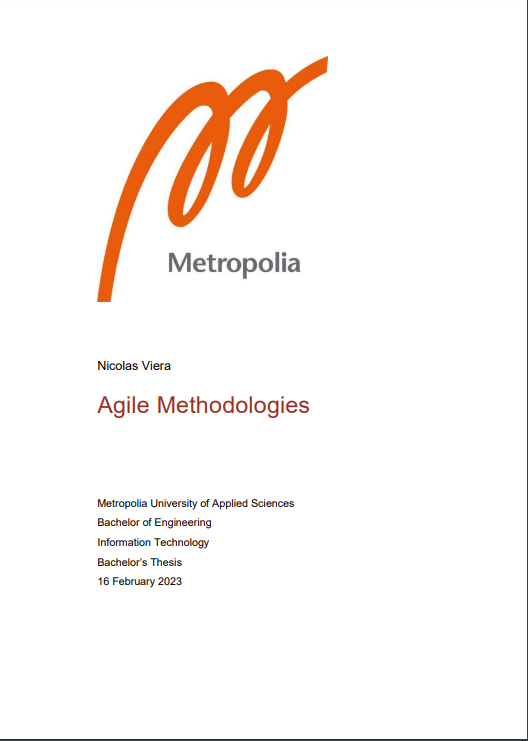 Metropolia
Nicolas Viera
Agile Methodologies
Metropolia University of Applied Sciences
Bachelor of Engineering
Information Technology
Bachelor’s Thesis
16 February 2023